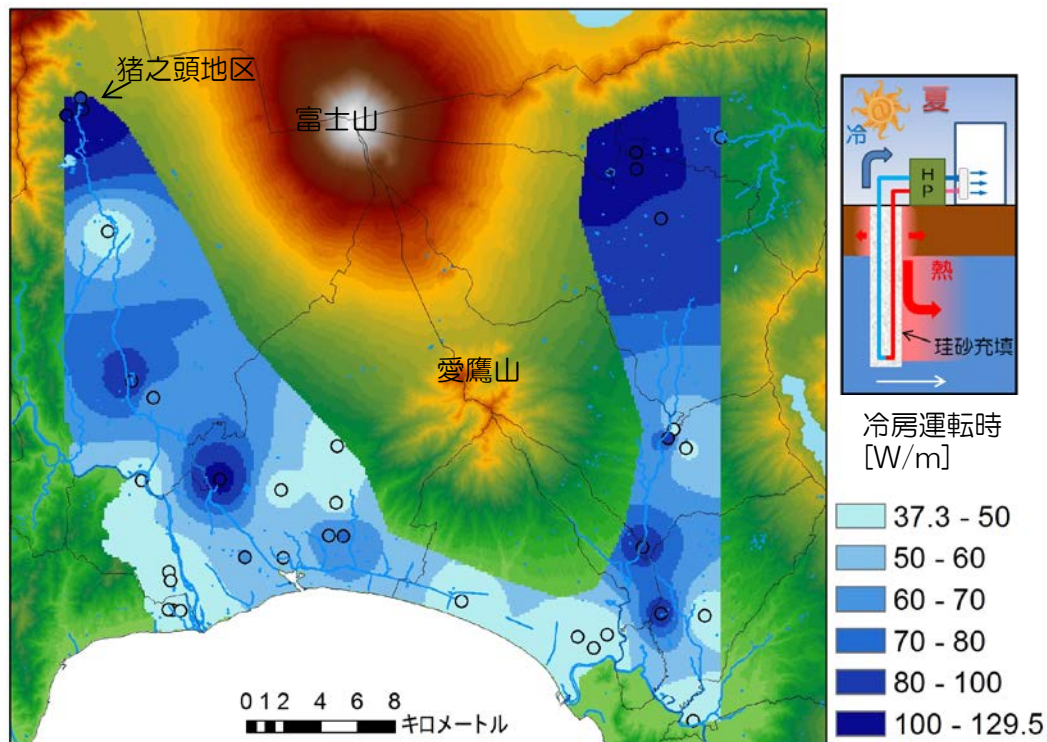 猪之頭地区
富士山
愛鷹山
0 1 2 4 6 8
キロメートル
夏
冷
HP
熱
珪砂充填
冷房運転時
[W/m]
37.3 - 50
50 - 60
60 - 70
70 - 80
80 - 100
100 - 129.5